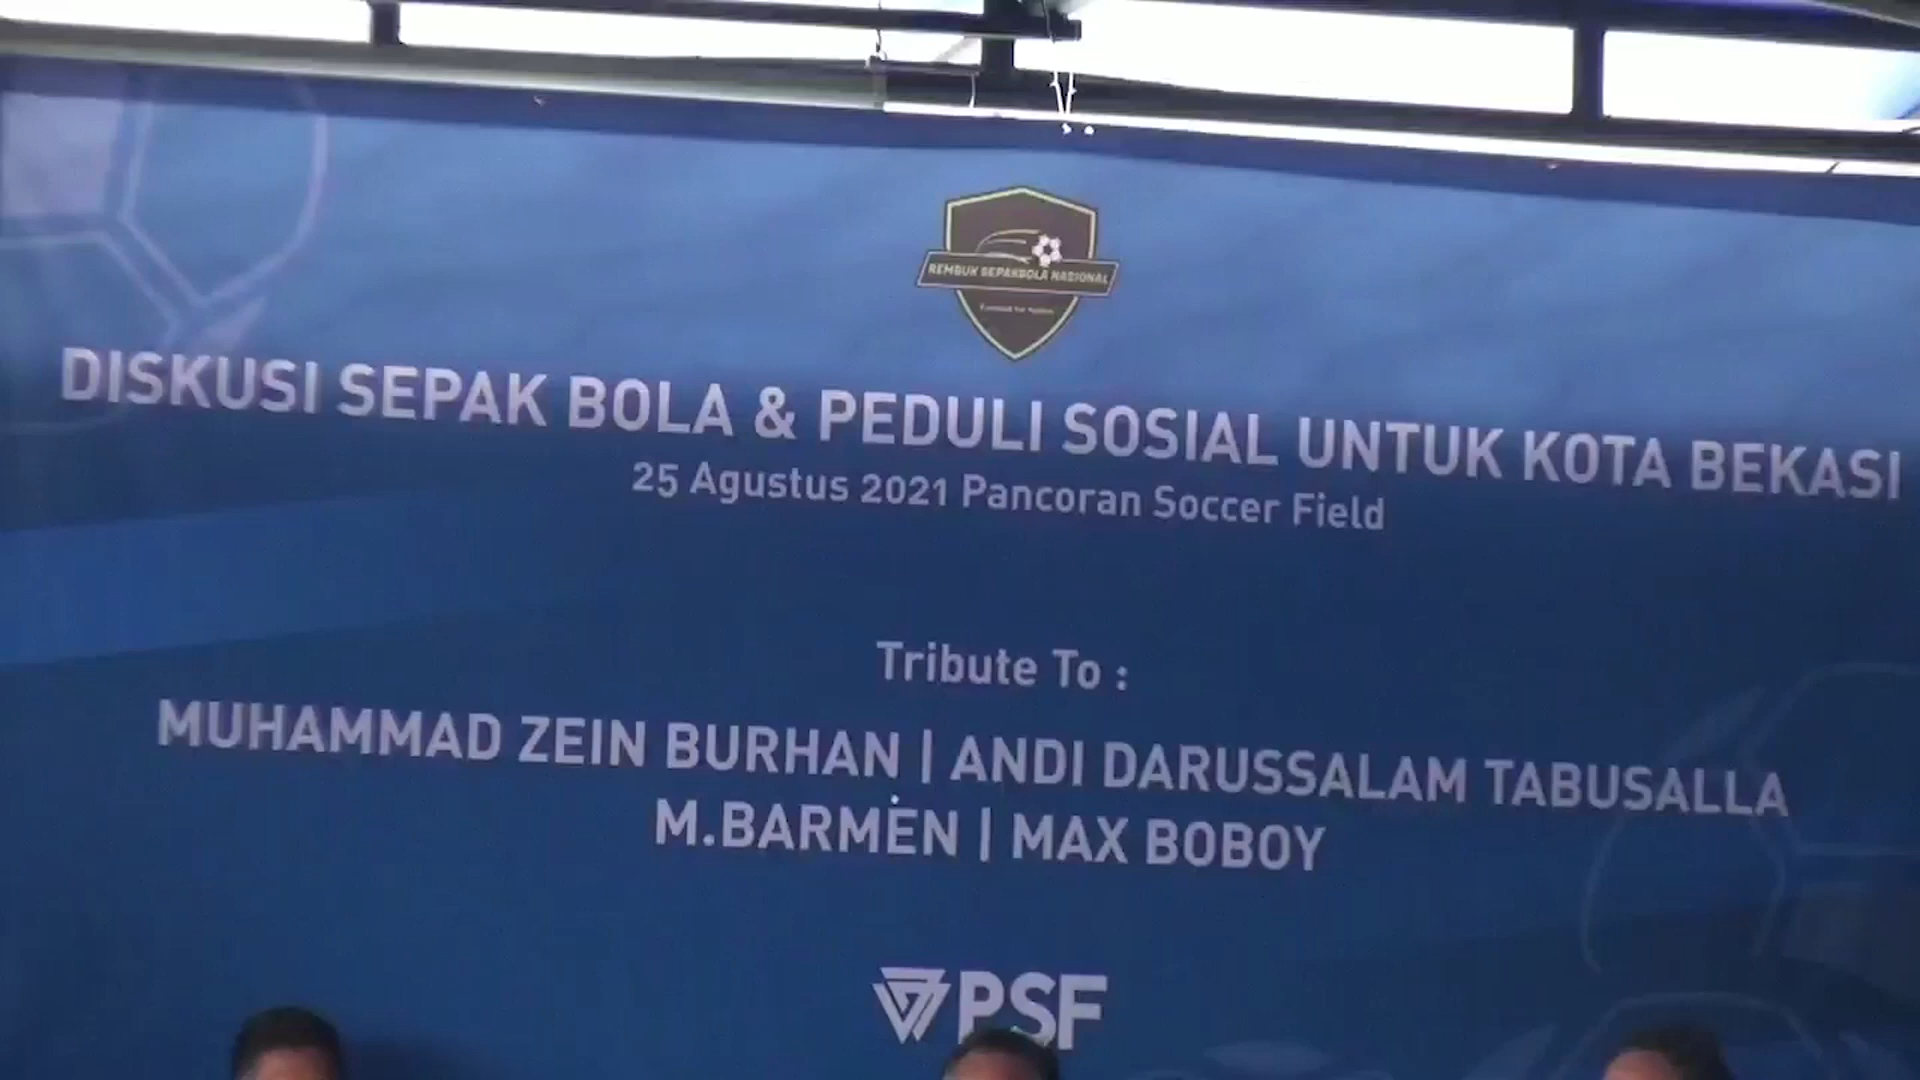 REMBUK SEPAKBOLA NASIONAL
DISKUSI SEPAK BOLA & PEDULI SOSIAL UNTUK KOTA BEKASI
25 Agustus 2021 Pancoran Soccer Field
Tribute To :
MUHAMMAD ZEIN BURHAN | ANDI DARUSSALAM TABUSALLA
M.BARMEN | MAX BOBOY
PSF